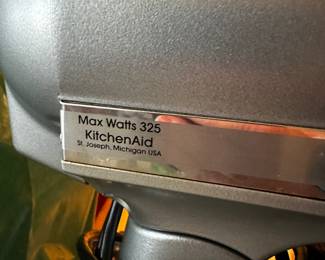 Max Watts 325
KitchenAid
St. Joseph, Michigan USA